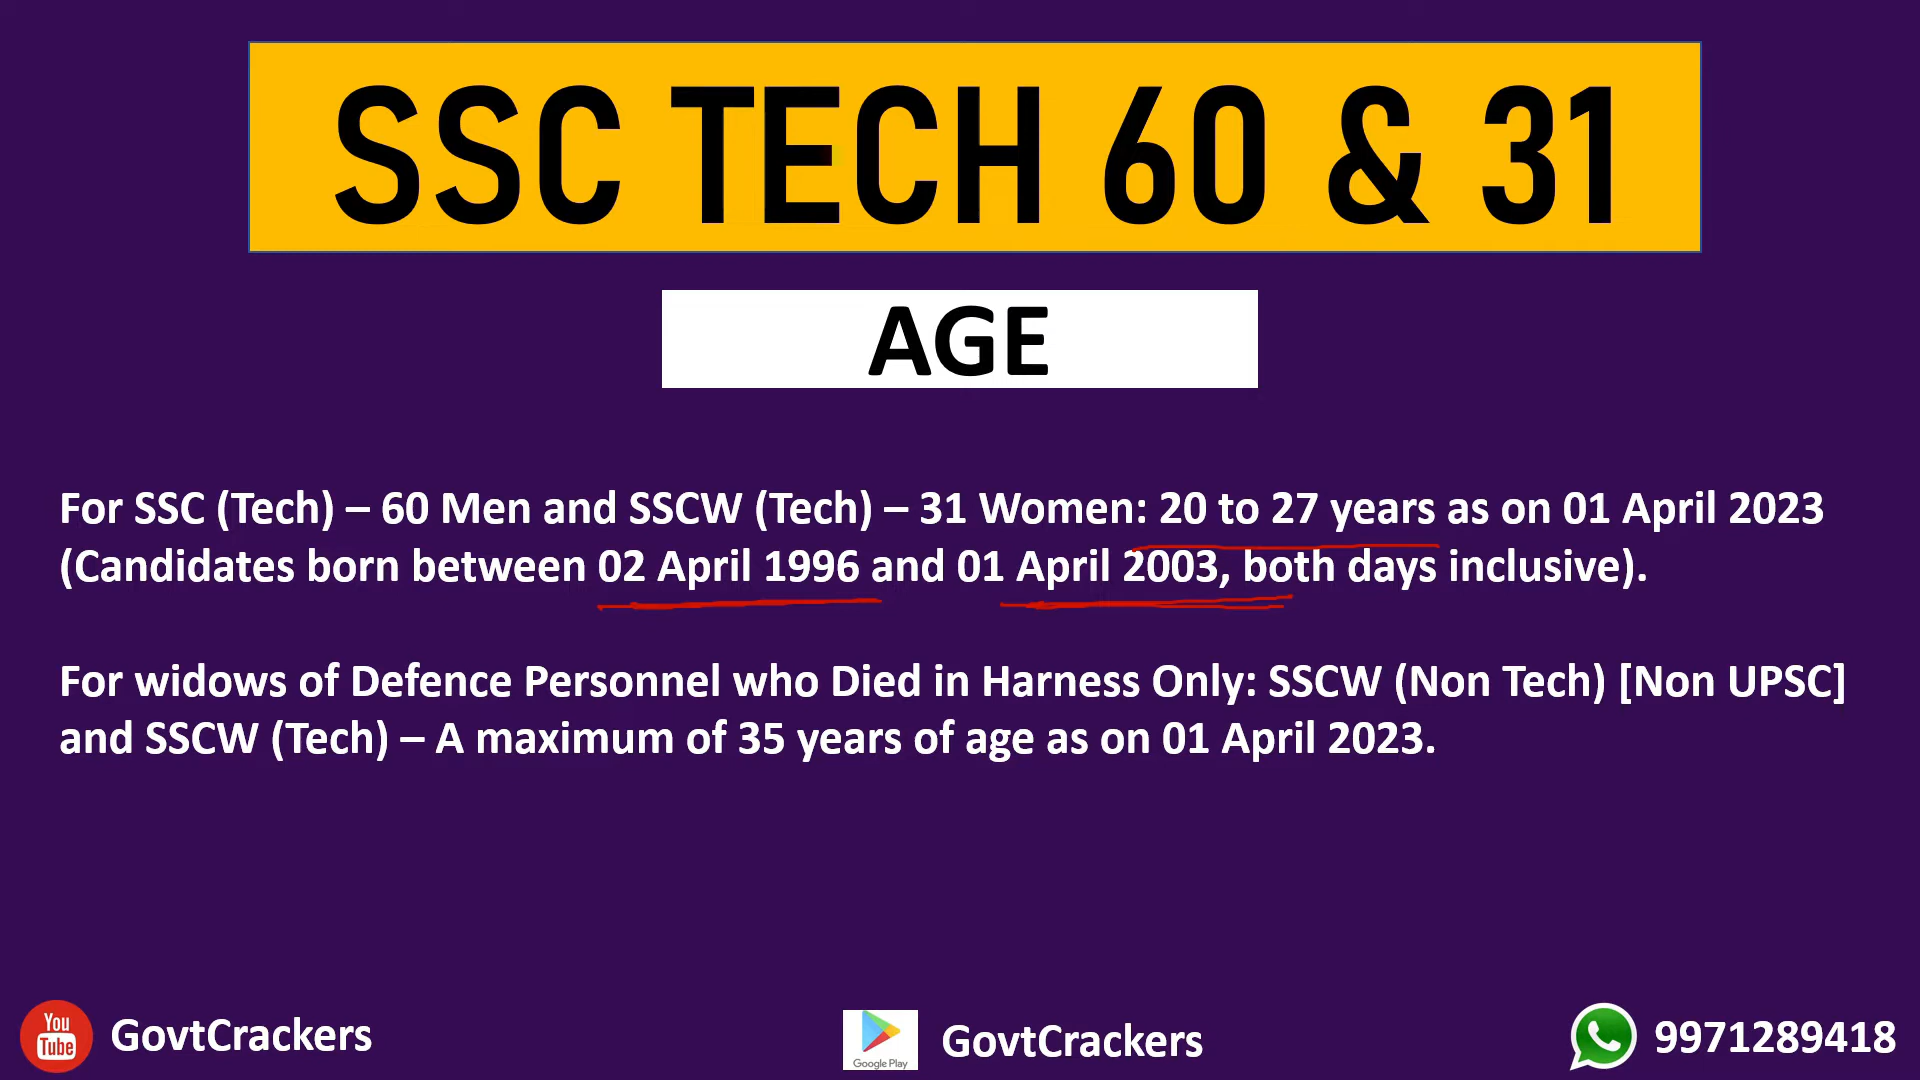 SSC TECH 60 & 31
AGE
For SSC (Tech) – 60 Men and SSCW (Tech) – 31 Women: 20 to 27 years as on 01 April 2023
(Candidates born between 02 April 1996 and 01 April 2003, both days inclusive).
For widows of Defence Personnel who Died in Harness Only: SSCW (Non Tech) [Non UPSC]
and SSCW (Tech) – A maximum of 35 years of age as on 01 April 2023.
You
Tube
GovtCrackers
Google Play
GovtCrackers
9971289418